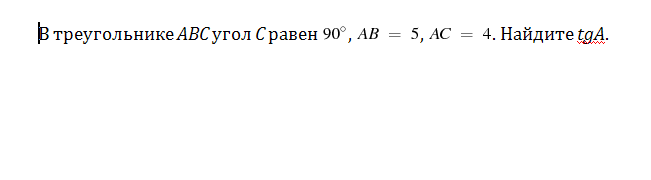 В треугольнике ABC угол C равен 90°, AB = 5, AC = 4. Найдите tgA.